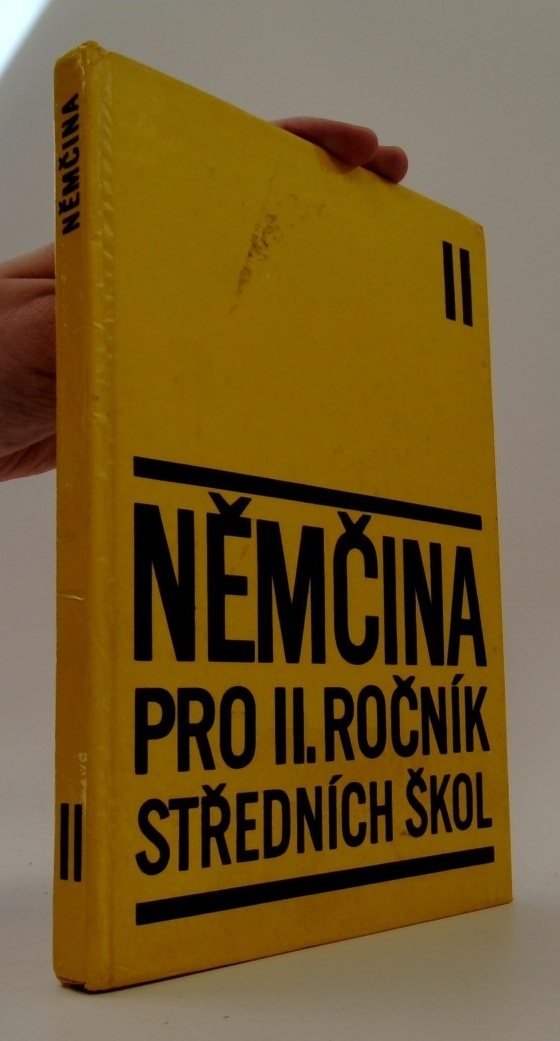 NĚMČINA
II
II
NĚMČINA
PRO II. ROČNÍK
STŘEDNÍCH ŠKOL